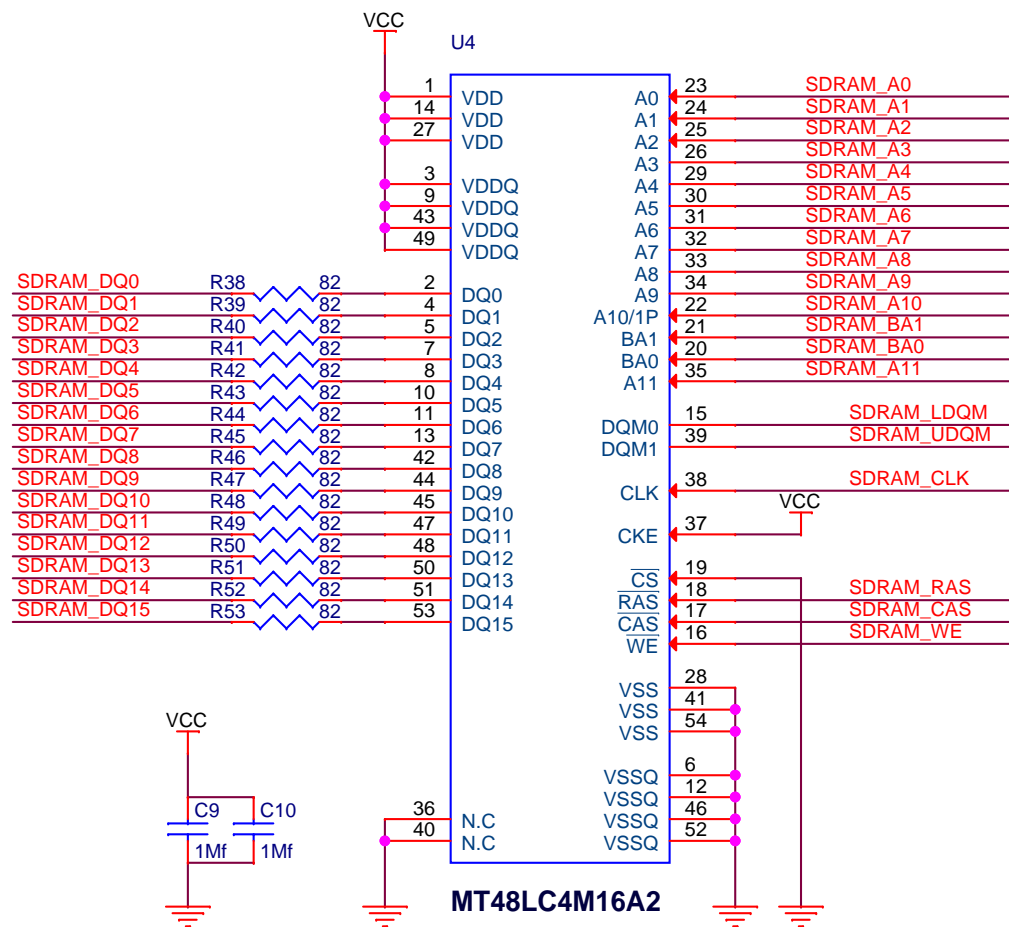 VCC
U4
1 VDD A0 23 SDRAM_A0
14 VDD A1 24 SDRAM_A1
27 VDD A2 25 SDRAM_A2
A3 26 SDRAM_A3
3 VDDQ A4 29 SDRAM_A4
9 VDDQ A5 30 SDRAM_A5
43 VDDQ A6 31 SDRAM_A6
49 VDDQ A7 32 SDRAM_A7
A8 33 SDRAM_A8
SDRAM_DQ0 R38 82 2 DQ0 A9 34 SDRAM_A9
SDRAM_DQ1 R39 82 4 DQ1 A10/1P 22 SDRAM_A10
SDRAM_DQ2 R40 82 5 DQ2 BA1 21 SDRAM_BA1
SDRAM_DQ3 R41 82 7 DQ3 BA0 20 SDRAM_BA0
SDRAM_DQ4 R42 82 8 DQ4 A11 35 SDRAM_A11
SDRAM_DQ5 R43 82 10 DQ5
SDRAM_DQ6 R44 82 11 DQ6 DQM0 15 SDRAM_LDQM
SDRAM_DQ7 R45 82 13 DQ7 DQM1 39 SDRAM_UDQM
SDRAM_DQ8 R46 82 42 DQ8
SDRAM_DQ9 R47 82 44 DQ9 CLK 38 SDRAM_CLK
SDRAM_DQ10 R48 82 45 DQ10 VCC
SDRAM_DQ11 R49 82 47 DQ11 CKE 37
SDRAM_DQ12 R50 82 48 DQ12
SDRAM_DQ13 R51 82 50 DQ13 CS 19
SDRAM_DQ14 R52 82 51 DQ14 RAS 18 SDRAM_RAS
SDRAM_DQ15 R53 82 53 DQ15 CAS 17 SDRAM_CAS
WE 16 SDRAM_WE
VSS 28
VSS 41
VCC VSS 54
VSSQ 6
VSSQ 12
C9 C10 36 N.C VSSQ 46
1Mf 1Mf 40 N.C VSSQ 52
MT48LC4M16A2